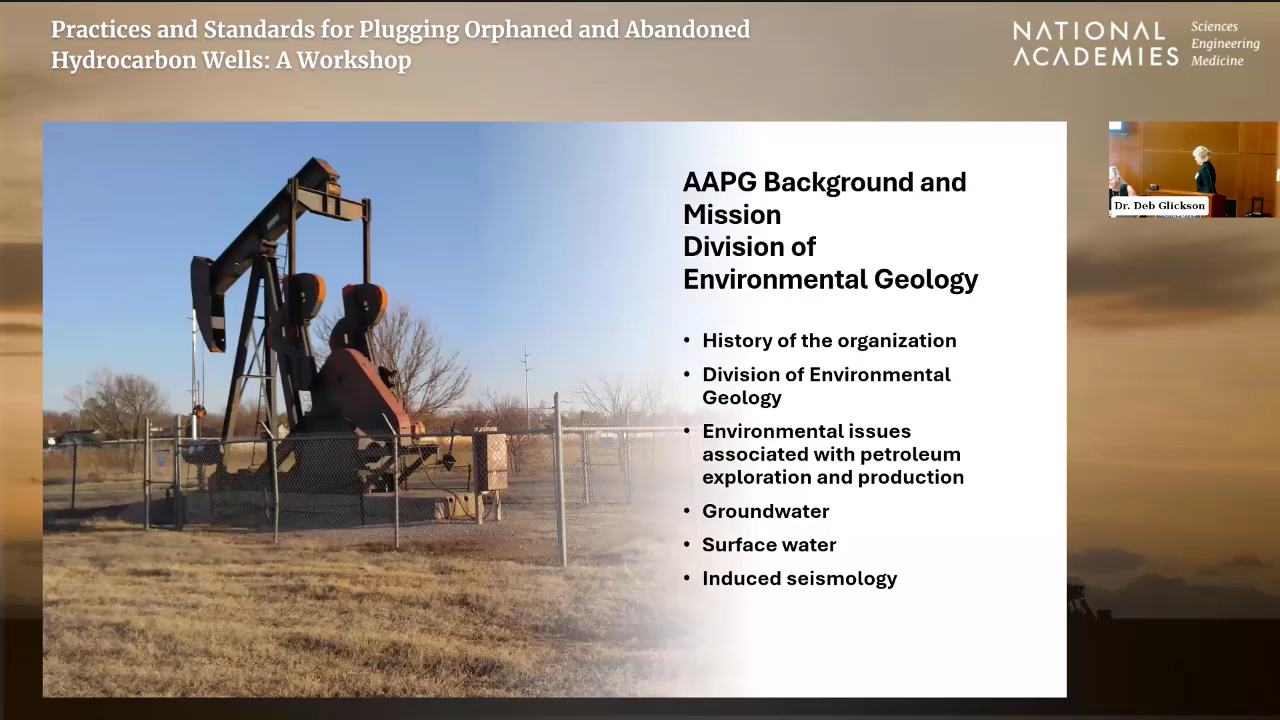 Practices and Standards for Plugging Orphaned and Abandoned
Hydrocarbon Wells: A Workshop
NATIONAL
ACADEMIES
Sciences
Engineering
Medicine
AAPG Background and
Mission
Division of
Environmental Geology
• History of the organization
• Division of Environmental
Geology
• Environmental issues
associated with petroleum
exploration and production
• Groundwater
• Surface water
• Induced seismology
Dr. Deb Glickson